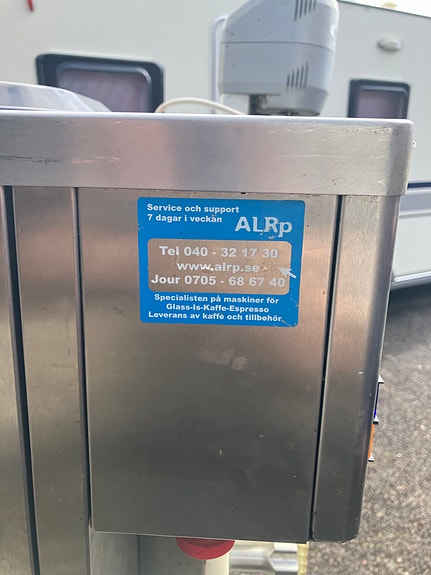 Service och support
7 dagar i veckan
ALRp
Tel 040 - 32 17 30
www.alrp.se
Jour 0705 - 68 67 40
Specialisten på maskiner för
Glass-Is-Kaffe-Espresso
Leverans av kaffe och tillbehör